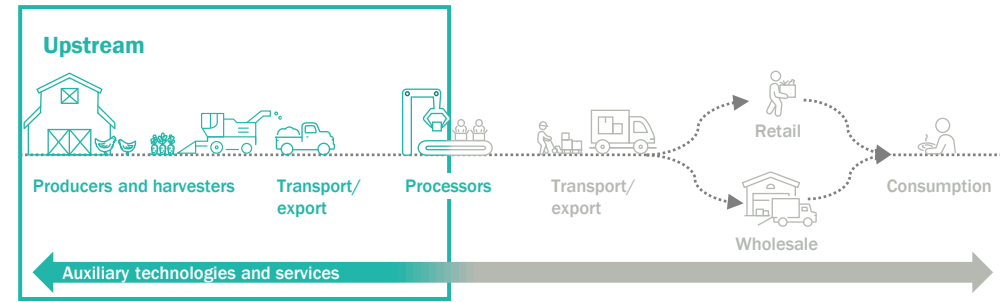 Upstream
Producers and harvesters
Transport/
export
Processors
Transport/
export
Retail
Wholesale
Consumption
Auxiliary technologies and services